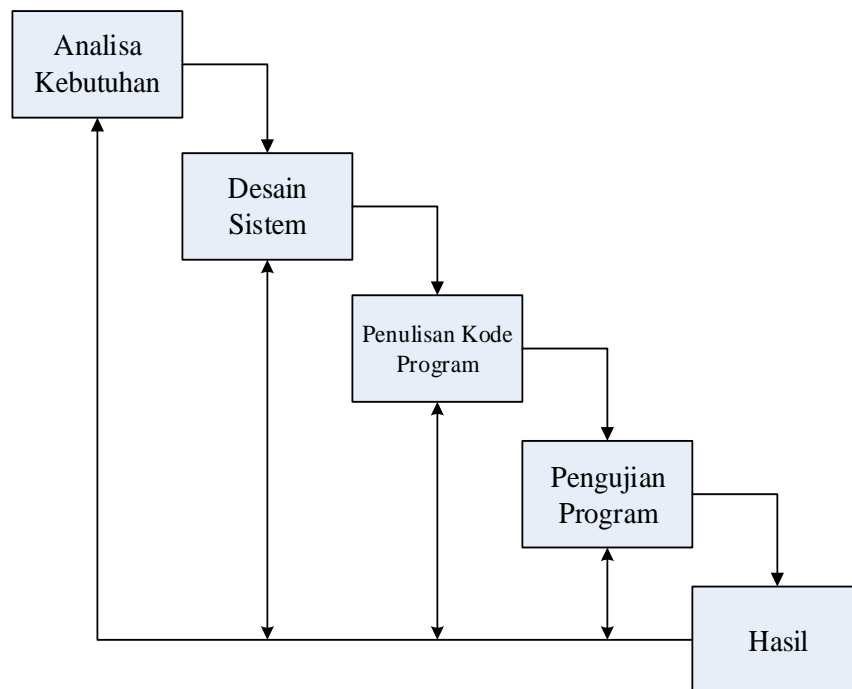 Analisa
Kebutuhan
Desain
Sistem
Penulisan Kode
Program
Pengujian
Program
Hasil